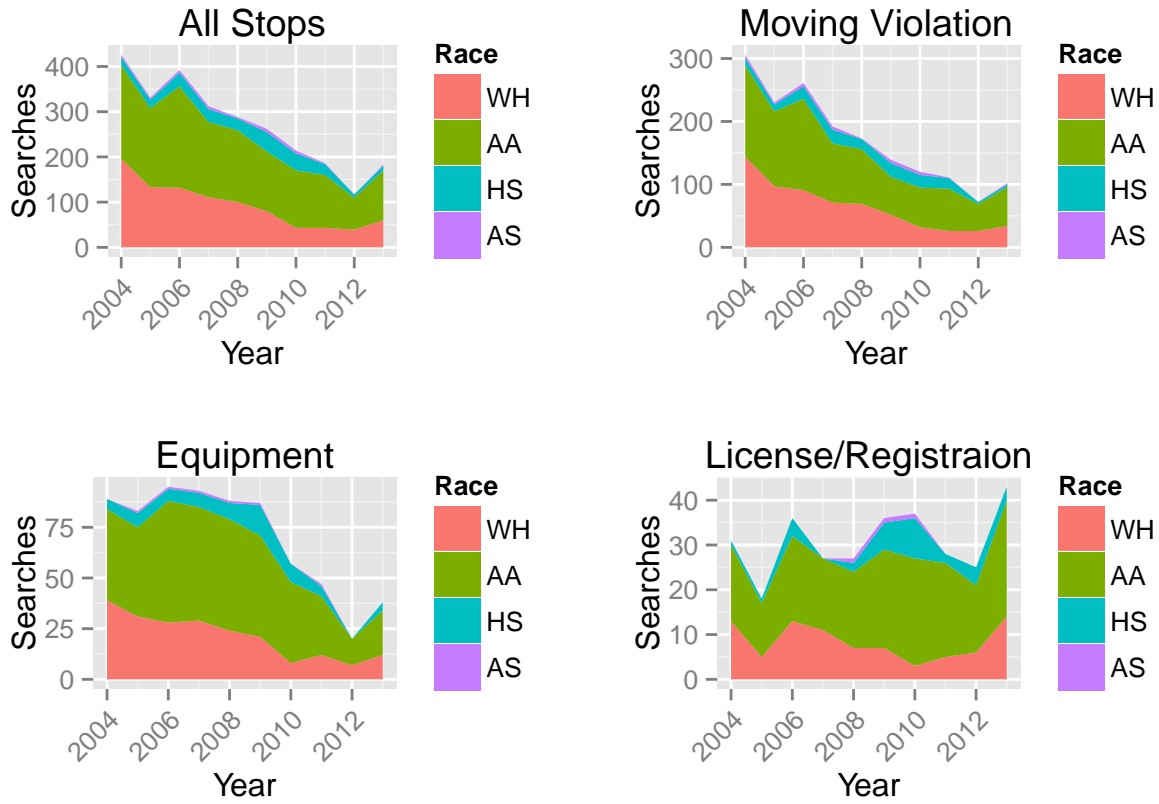 All Stops
Searches
400
300
200
100
0
2004
2006
2008
2010
2012
Year
Race
WH
AA
HS
AS
Moving Violation
Searches
300
200
100
0
2004
2006
2008
2010
2012
Year
Race
WH
AA
HS
AS
Equipment
Searches
75
50
25
0
2004
2006
2008
2010
2012
Year
Race
WH
AA
HS
AS
License/Registraion
Searches
40
30
20
10
0
2004
2006
2008
2010
2012
Year
Race
WH
AA
HS
AS